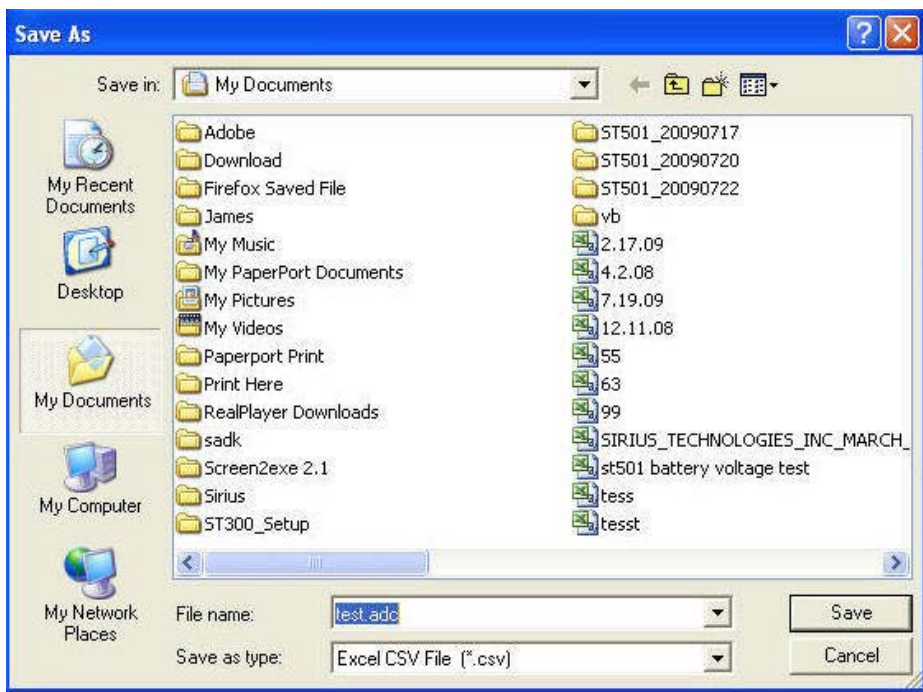 Save As
Save in: My Documents
My Recent
Documents
Desktop
My Documents
My Computer
My Network
Places
Adobe
Download
Firefox Saved File
James
My Music
My PaperPort Documents
My Pictures
My Videos
Paperport Print
Print Here
RealPlayer Downloads
sadk
Screen2exe 2.1
Sirius
ST300_Setup
ST501_20090717
ST501_20090720
ST501_20090722
vb
2.17.09
4.2.08
7.19.09
12.11.08
55
63
99
SIRIUS_TECHNOLOGIES_INC_MARCH_
st501 battery voltage test
tess
tesst
File name: test.adc
Save
Save as type: Excel CSV File (*.csv)
Cancel